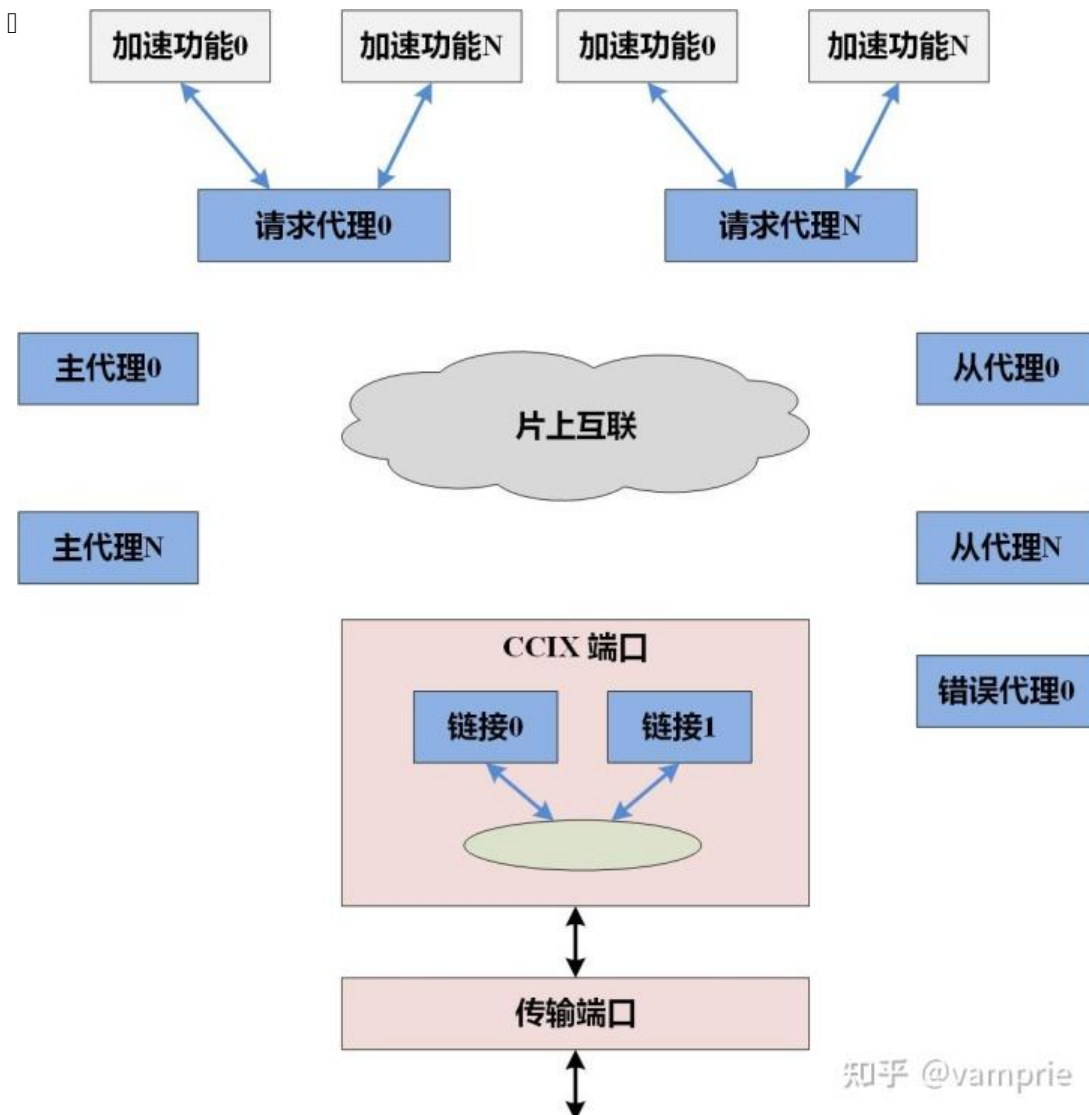 加速功能0 加速功能N 加速功能0 加速功能N
请求代理0 请求代理N
主代理0 从代理0
片上互联
主代理N 从代理N
CCIX 端口
错误代理0
链接0 链接1
传输端口
知乎 @vamprie